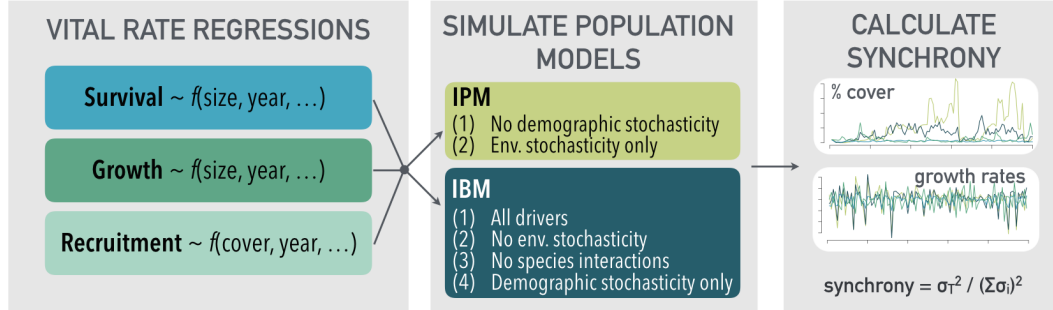 VITAL RATE REGRESSIONS
Survival ~ f(size, year, …)
Growth ~ f(size, year, …)
Recruitment ~ f(cover, year, …)
SIMULATE POPULATION
MODELS
IPM
(1) No demographic stochasticity
(2) Env. stochasticity only
IBM
(1) All drivers
(2) No env. stochasticity
(3) No species interactions
(4) Demographic stochasticity only
CALCULATE
SYNCHRONY
% cover
growth rates
synchrony = σT² / (Σσi)²